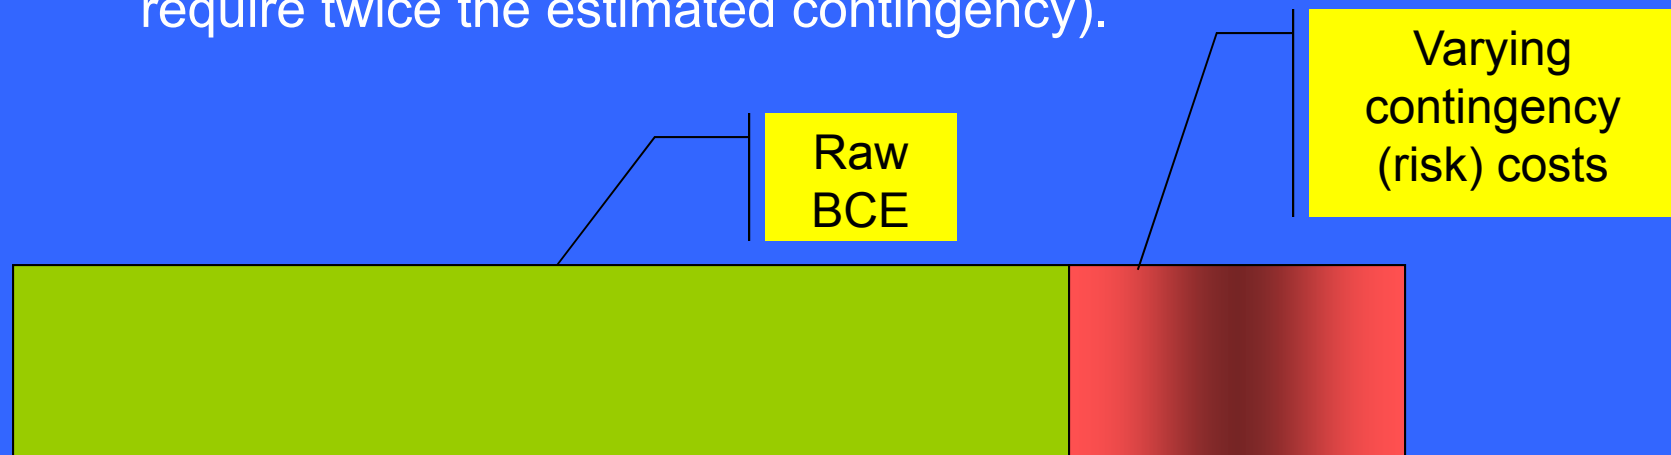 require twice the estimated contingency).
Varying
contingency
(risk) costs
Raw
BCE